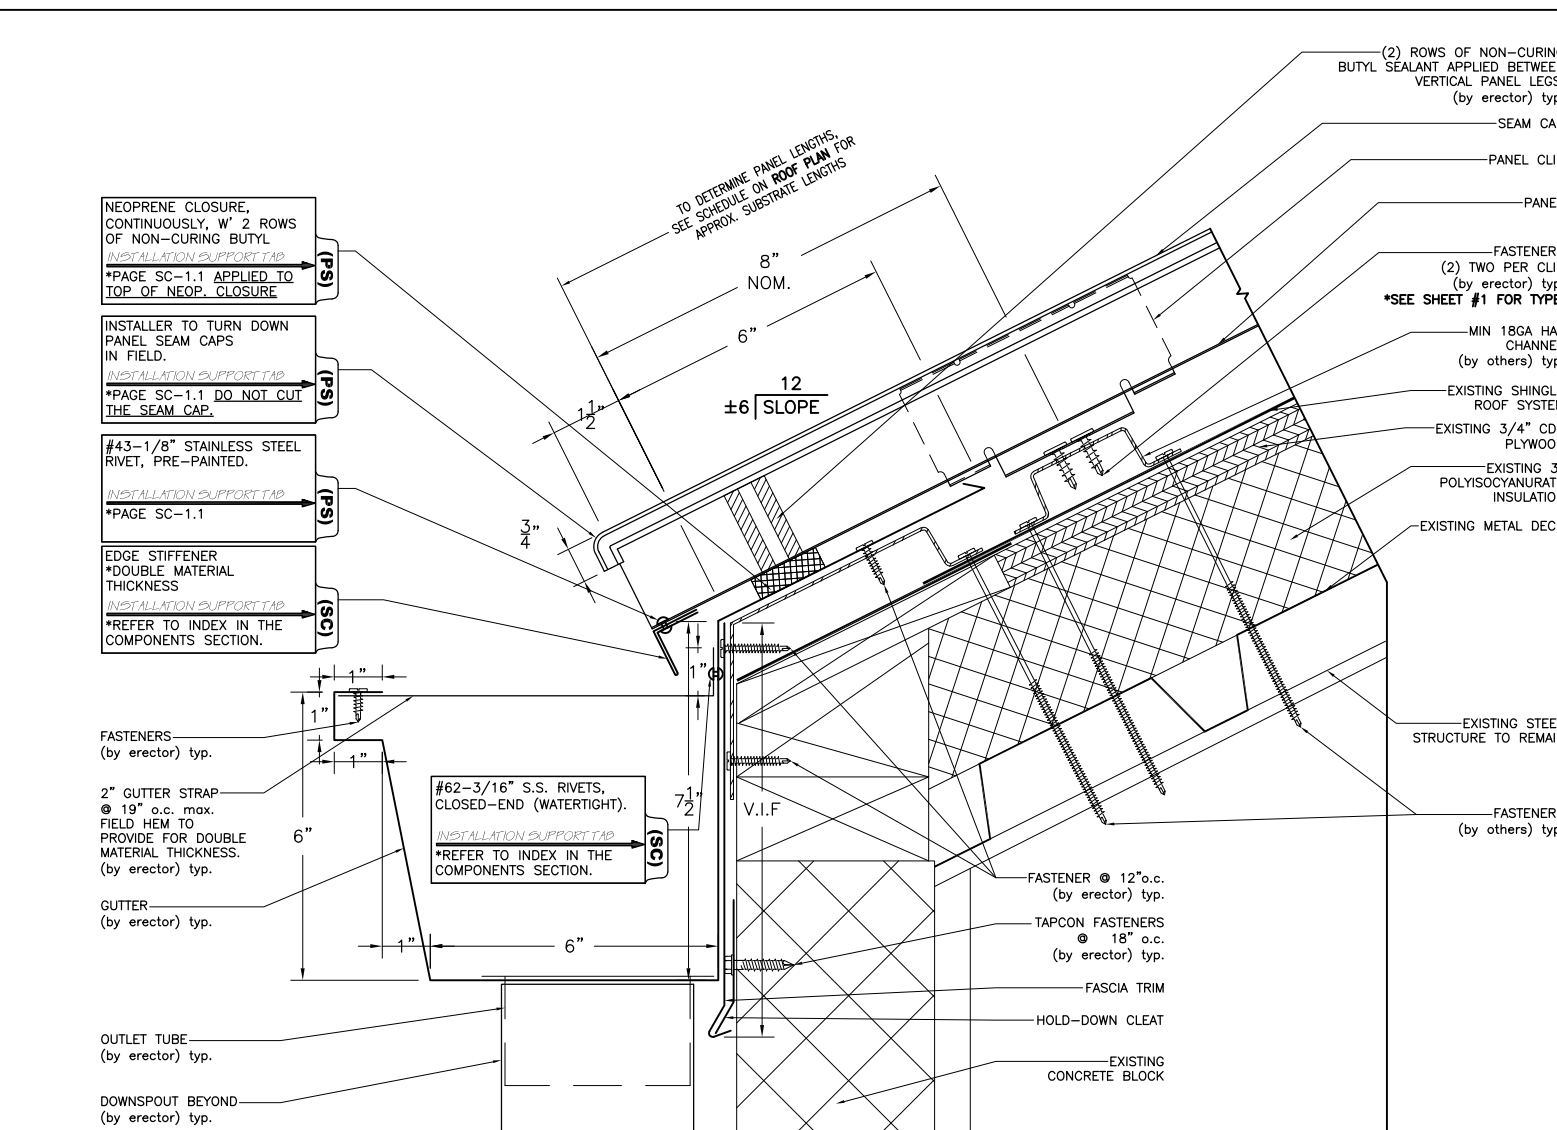 NEOPRENE CLOSURE,
CONTINUOUSLY, W' 2 ROWS
OF NON-CURING BUTYL
INSTALLATION SUPPORT TAB
*PAGE SC-1.1 APPLIED TO
TOP OF NEOP. CLOSURE
(PS)
INSTALLER TO TURN DOWN
PANEL SEAM CAPS
IN FIELD.
INSTALLATION SUPPORT TAB
*PAGE SC-1.1 DO NOT CUT
THE SEAM CAP.
(PS)
#43-1/8" STAINLESS STEEL
RIVET, PRE-PAINTED.
INSTALLATION SUPPORT TAB
*PAGE SC-1.1
(PS)
EDGE STIFFENER
*DOUBLE MATERIAL
THICKNESS
INSTALLATION SUPPORT TAB
*REFER TO INDEX IN THE
COMPONENTS SECTION.
(SC)
FASTENERS
(by erector) typ.
2" GUTTER STRAP
@ 19" o.c. max.
FIELD HEM TO
PROVIDE FOR DOUBLE
MATERIAL THICKNESS.
(by erector) typ.
GUTTER
(by erector) typ.
OUTLET TUBE
(by erector) typ.
DOWNSPOUT BEYOND
(by erector) typ.
TO DETERMINE PANEL LENGTHS,
SEE SCHEDULE ON ROOF PLAN FOR
APPROX. SUBSTRATE LENGTHS
8"
NOM.
6"
1 1/2"
12
±6 SLOPE
3/4"
1"
1"
1"
1"
6"
1"
6"
7 1/2"
V.I.F
#62-3/16" S.S. RIVETS,
CLOSED-END (WATERTIGHT).
INSTALLATION SUPPORT TAB
*REFER TO INDEX IN THE
COMPONENTS SECTION.
(SC)
(2) ROWS OF NON-CURING
BUTYL SEALANT APPLIED BETWEE
VERTICAL PANEL LEGS
(by erector) typ
SEAM CA
PANEL CLI
PANE
FASTENER
(2) TWO PER CLI
(by erector) typ
*SEE SHEET #1 FOR TYPE
MIN 18GA HA
CHANNE
(by others) typ
EXISTING SHINGL
ROOF SYSTE
EXISTING 3/4" CD
PLYWOO
EXISTING 3
POLYISOCYANURAT
INSULATIO
EXISTING METAL DEC
EXISTING STEE
STRUCTURE TO REMAI
FASTENER
(by others) typ
FASTENER @ 12"o.c.
(by erector) typ.
TAPCON FASTENERS
@ 18" o.c.
(by erector) typ.
FASCIA TRIM
HOLD-DOWN CLEAT
EXISTING
CONCRETE BLOCK